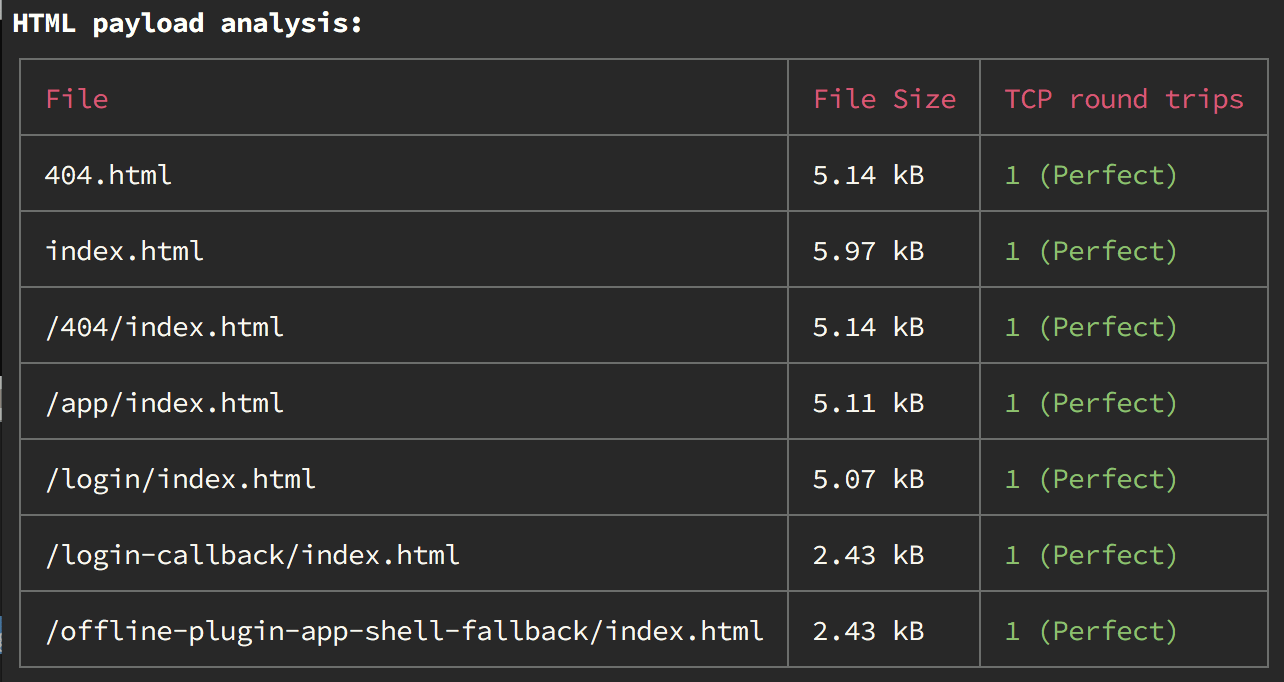 HTML payload analysis:
File File Size TCP round trips
404.html 5.14 kB 1 (Perfect)
index.html 5.97 kB 1 (Perfect)
/404/index.html 5.14 kB 1 (Perfect)
/app/index.html 5.11 kB 1 (Perfect)
/login/index.html 5.07 kB 1 (Perfect)
/login-callback/index.html 2.43 kB 1 (Perfect)
/offline-plugin-app-shell-fallback/index.html 2.43 kB 1 (Perfect)